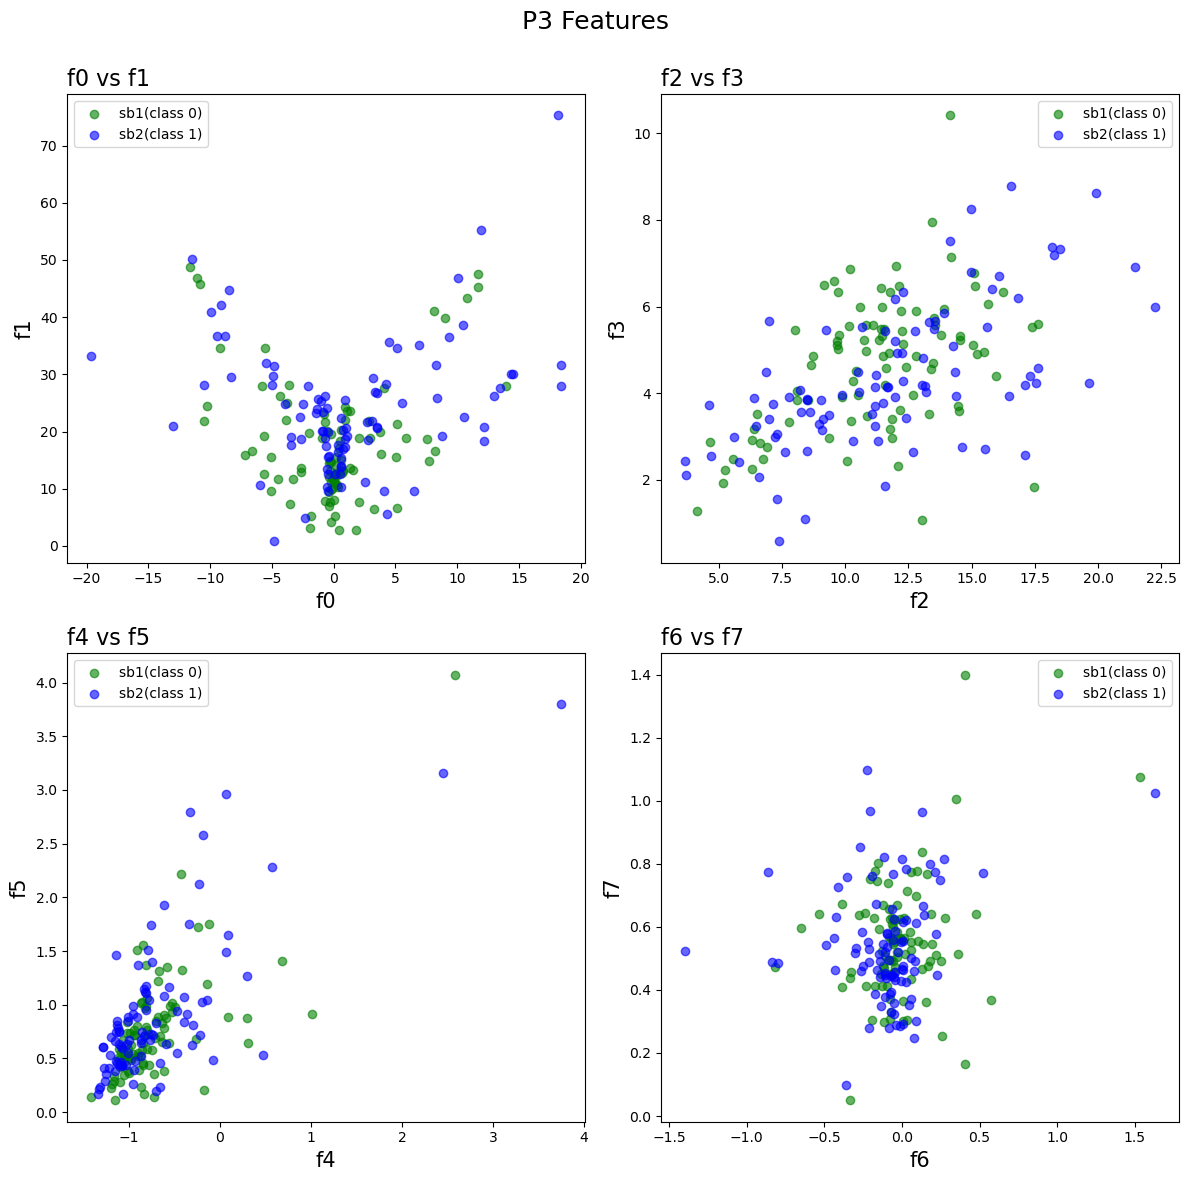 P3 Features
f0 vs f1
sb1(class 0)
sb2(class 1)
f1
70
60
50
40
30
20
10
0
−20
−15
−10
−5
0
5
10
15
20
f0
f2 vs f3
sb1(class 0)
sb2(class 1)
f3
10
8
6
4
2
5.0
7.5
10.0
12.5
15.0
17.5
20.0
22.5
f2
f4 vs f5
sb1(class 0)
sb2(class 1)
f5
4.0
3.5
3.0
2.5
2.0
1.5
1.0
0.5
0.0
−1
0
1
2
3
4
f4
f6 vs f7
sb1(class 0)
sb2(class 1)
f7
1.4
1.2
1.0
0.8
0.6
0.4
0.2
0.0
−1.5
−1.0
−0.5
0.0
0.5
1.0
1.5
f6